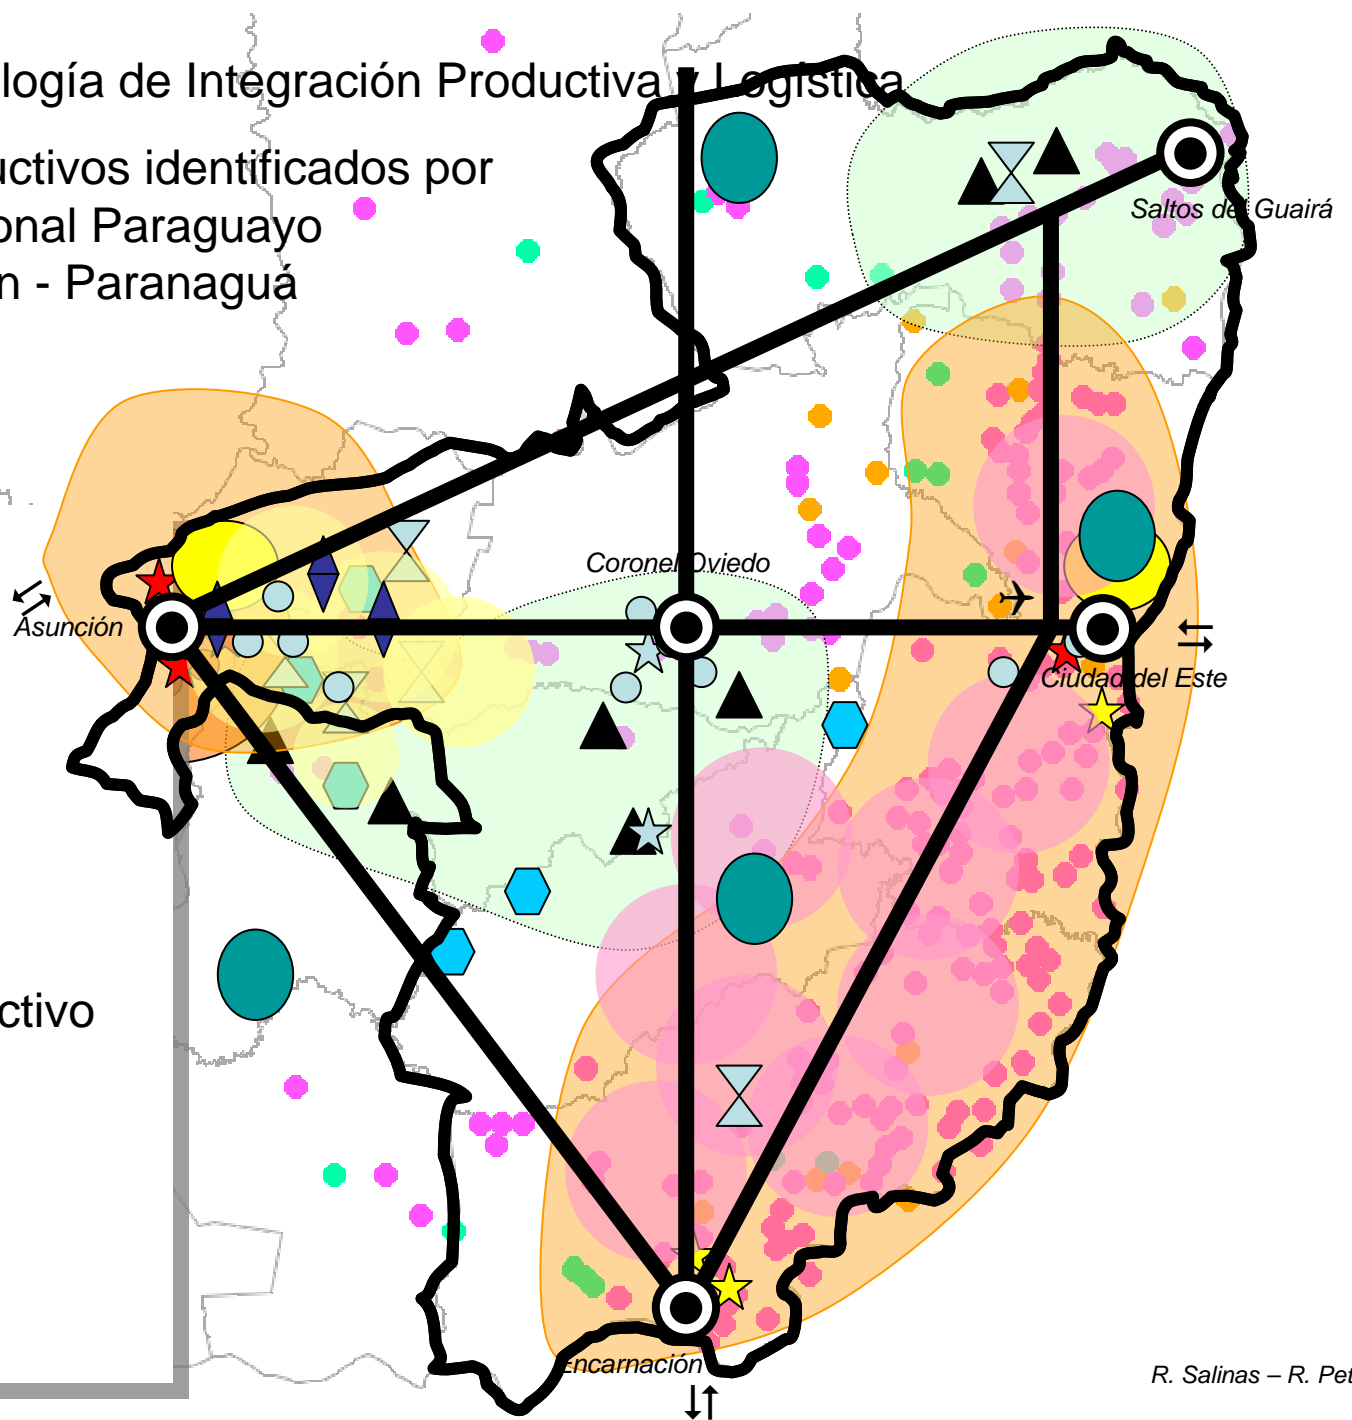 logía de Integración Productiva y Logística
uctivos identificados por
onal Paraguayo
n - Paranaguá
Saltos del Guairá
Coronel Oviedo
Asunción
Ciudad del Este
ctivo
Encarnación
R. Salinas – R. Pet